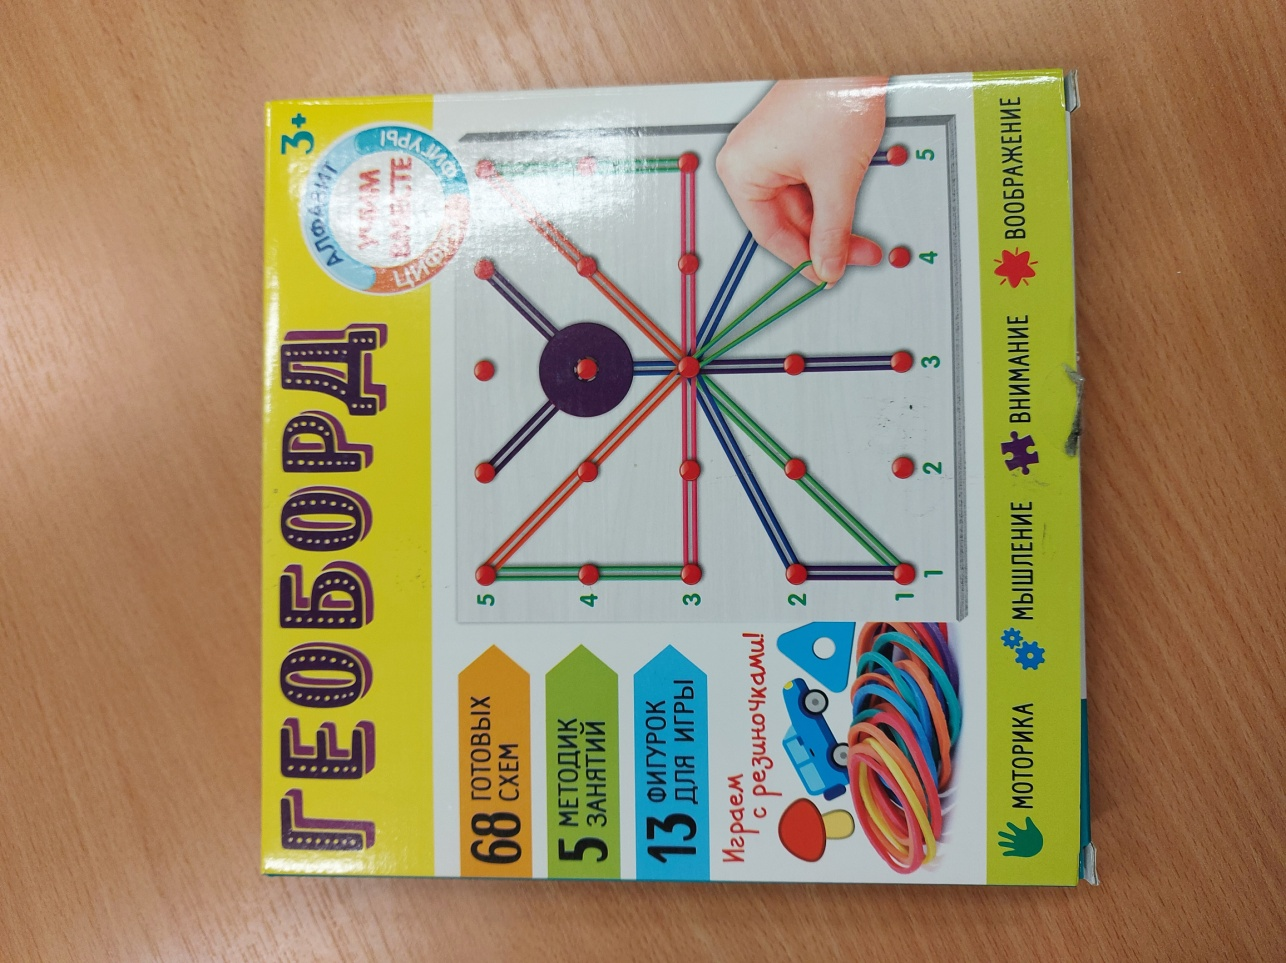 ГЕОБОРД
3+
АЛФАВИТ
ФИГУРЫ
ЦИФРЫ
УЧИМ
ВМЕСТЕ
68 ГОТОВЫХ
СХЕМ
5 МЕТОДИК
ЗАНЯТИЙ
13 ФИГУРОК
ДЛЯ ИГРЫ
Играем
с резиночками!
5
4
3
2
1
1 2 3 4 5
МОТОРИКА МЫШЛЕНИЕ ВНИМАНИЕ ВООБРАЖЕНИЕ